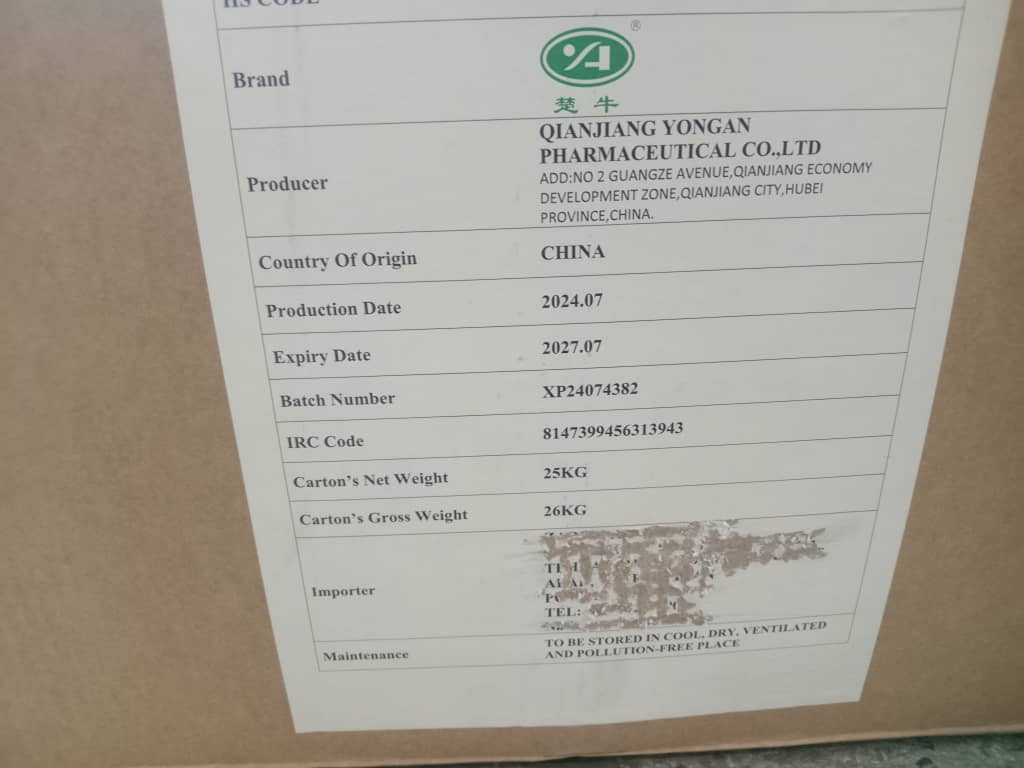 HS CODE
Brand
®
楚牛
Producer
QIANJIANG YONGAN
PHARMACEUTICAL CO.,LTD
ADD:NO 2 GUANGZE AVENUE,QIANJIANG ECONOMY
DEVELOPMENT ZONE,QIANJIANG CITY,HUBEI
PROVINCE,CHINA.
Country Of Origin CHINA
Production Date 2024.07
Expiry Date 2027.07
Batch Number XP24074382
IRC Code 8147399456313943
Carton's Net Weight 25KG
Carton's Gross Weight 26KG
Importer
TEL:
Maintenance
TO BE STORED IN COOL, DRY, VENTILATED
AND POLLUTION-FREE PLACE